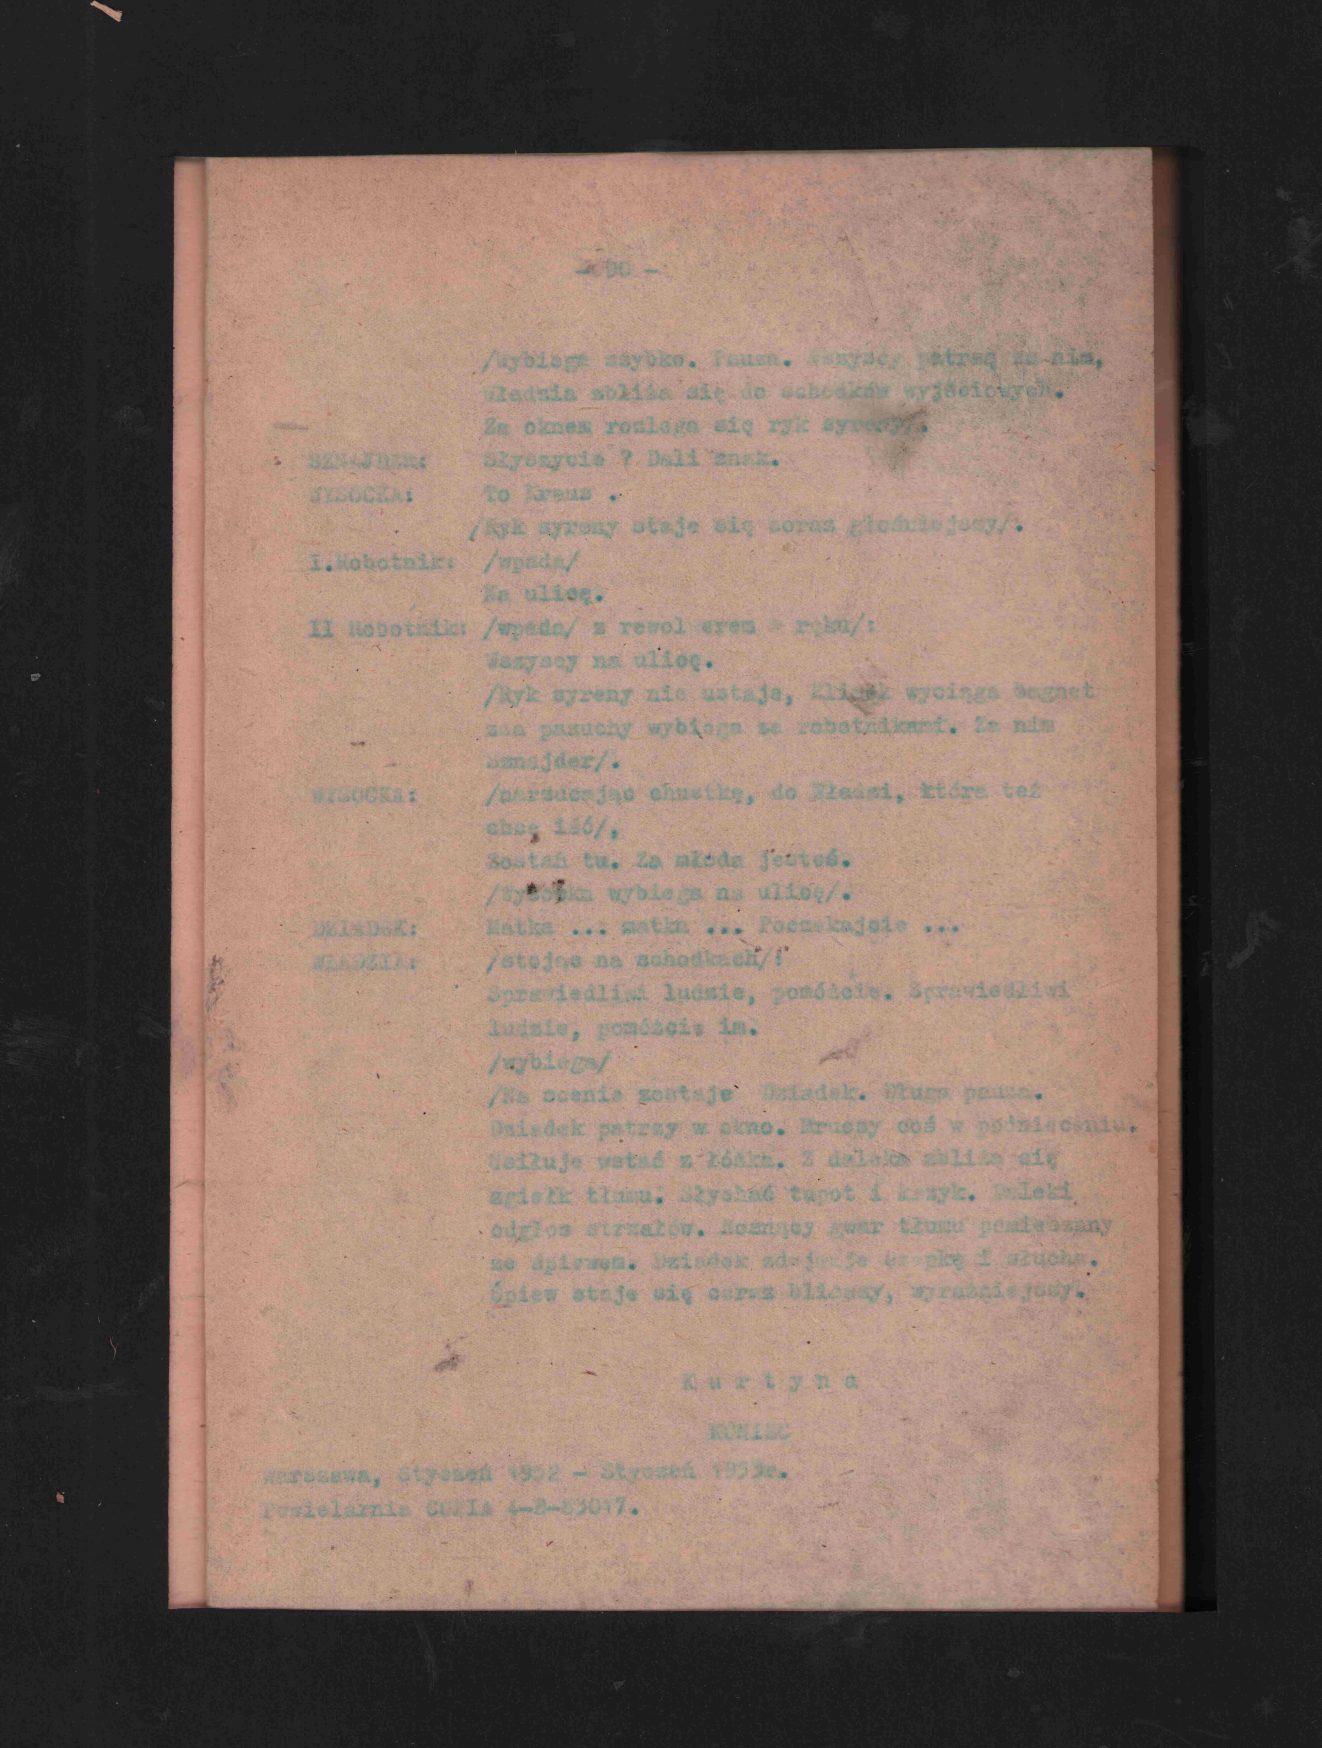 - 90 -
/Wybiega szybko. Pauza. Wszyscy patrzą za nim,
Władzia zbliża się do schodków wyjściowych.
Za oknem rozlega się ryk syreny/.
SZNAJDER: Słyszycie ? Dali znak.
WYSOCKA: To Kraus .
/Ryk syreny staje się coraz głośniejszy/.
I.Robotnik: /wpada/
Na ulicę.
II Robotnik: /wpada/ z rewolwerem w ręku/:
Wszyscy na ulicę.
/Ryk syreny nie ustaje, wyciąga bagnet
zza pazuchy wybiega za robotnikami. Za nim
Sznajder/.
WYSOCKA: /narzucając chustkę, do Władzi, która też
chce iść/,
Zostań tu. Za młoda jesteś.
/Wysocka wybiega na ulicę/.
DZIADEK: Matka ... matka ... Poczekajcie ...
WŁADZIA: /stojąc na schodkach/:
Sprawiedliwi ludzie, pomóżcie. Sprawiedliwi
ludzie, pomóżcie im.
/wybiega/
/Na scenie zostaje Dziadek. Długa pauza.
Dziadek patrzy w okno. Mruczy coś w podnieceniu.
Usiłuje wstać z łóżka. Z daleka zbliża się
zgiełk tłumu. Słychać tupot i krzyk. Daleki
odgłos strzałów. Rosnący gwar tłumu pomieszany
ze śpiewem. Dziadek zdejmuje czapkę i słucha.
Śpiew staje się coraz bliższy, wyraźniejszy.
K u r t y n a
KONIEC
Warszawa, Styczeń 1952 - Styczeń 1953r.
Powielarnia COPIA 4-B-83017.